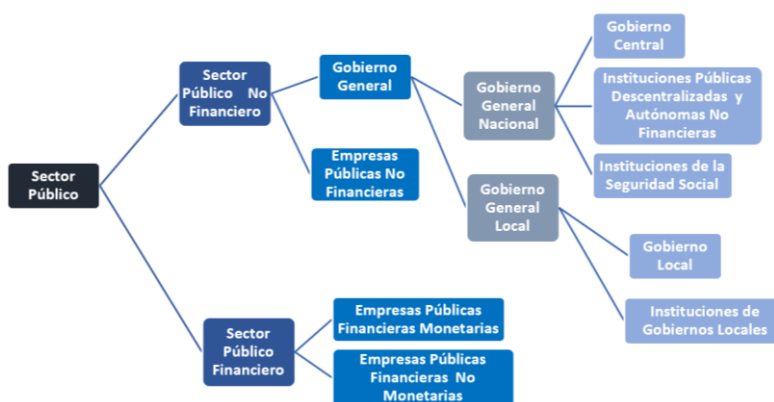 Sector
Público
Sector
Público No
Financiero
Gobierno
General
Gobierno
General
Nacional
Gobierno
Central
Instituciones Públicas
Descentralizadas y
Autónomas No
Financieras
Instituciones de la
Seguridad Social
Gobierno
General
Local
Gobierno
Local
Instituciones de
Gobiernos Locales
Empresas
Públicas No
Financieras
Sector
Público
Financiero
Empresas Públicas
Financieras Monetarias
Empresas Públicas
Financieras No
Monetarias